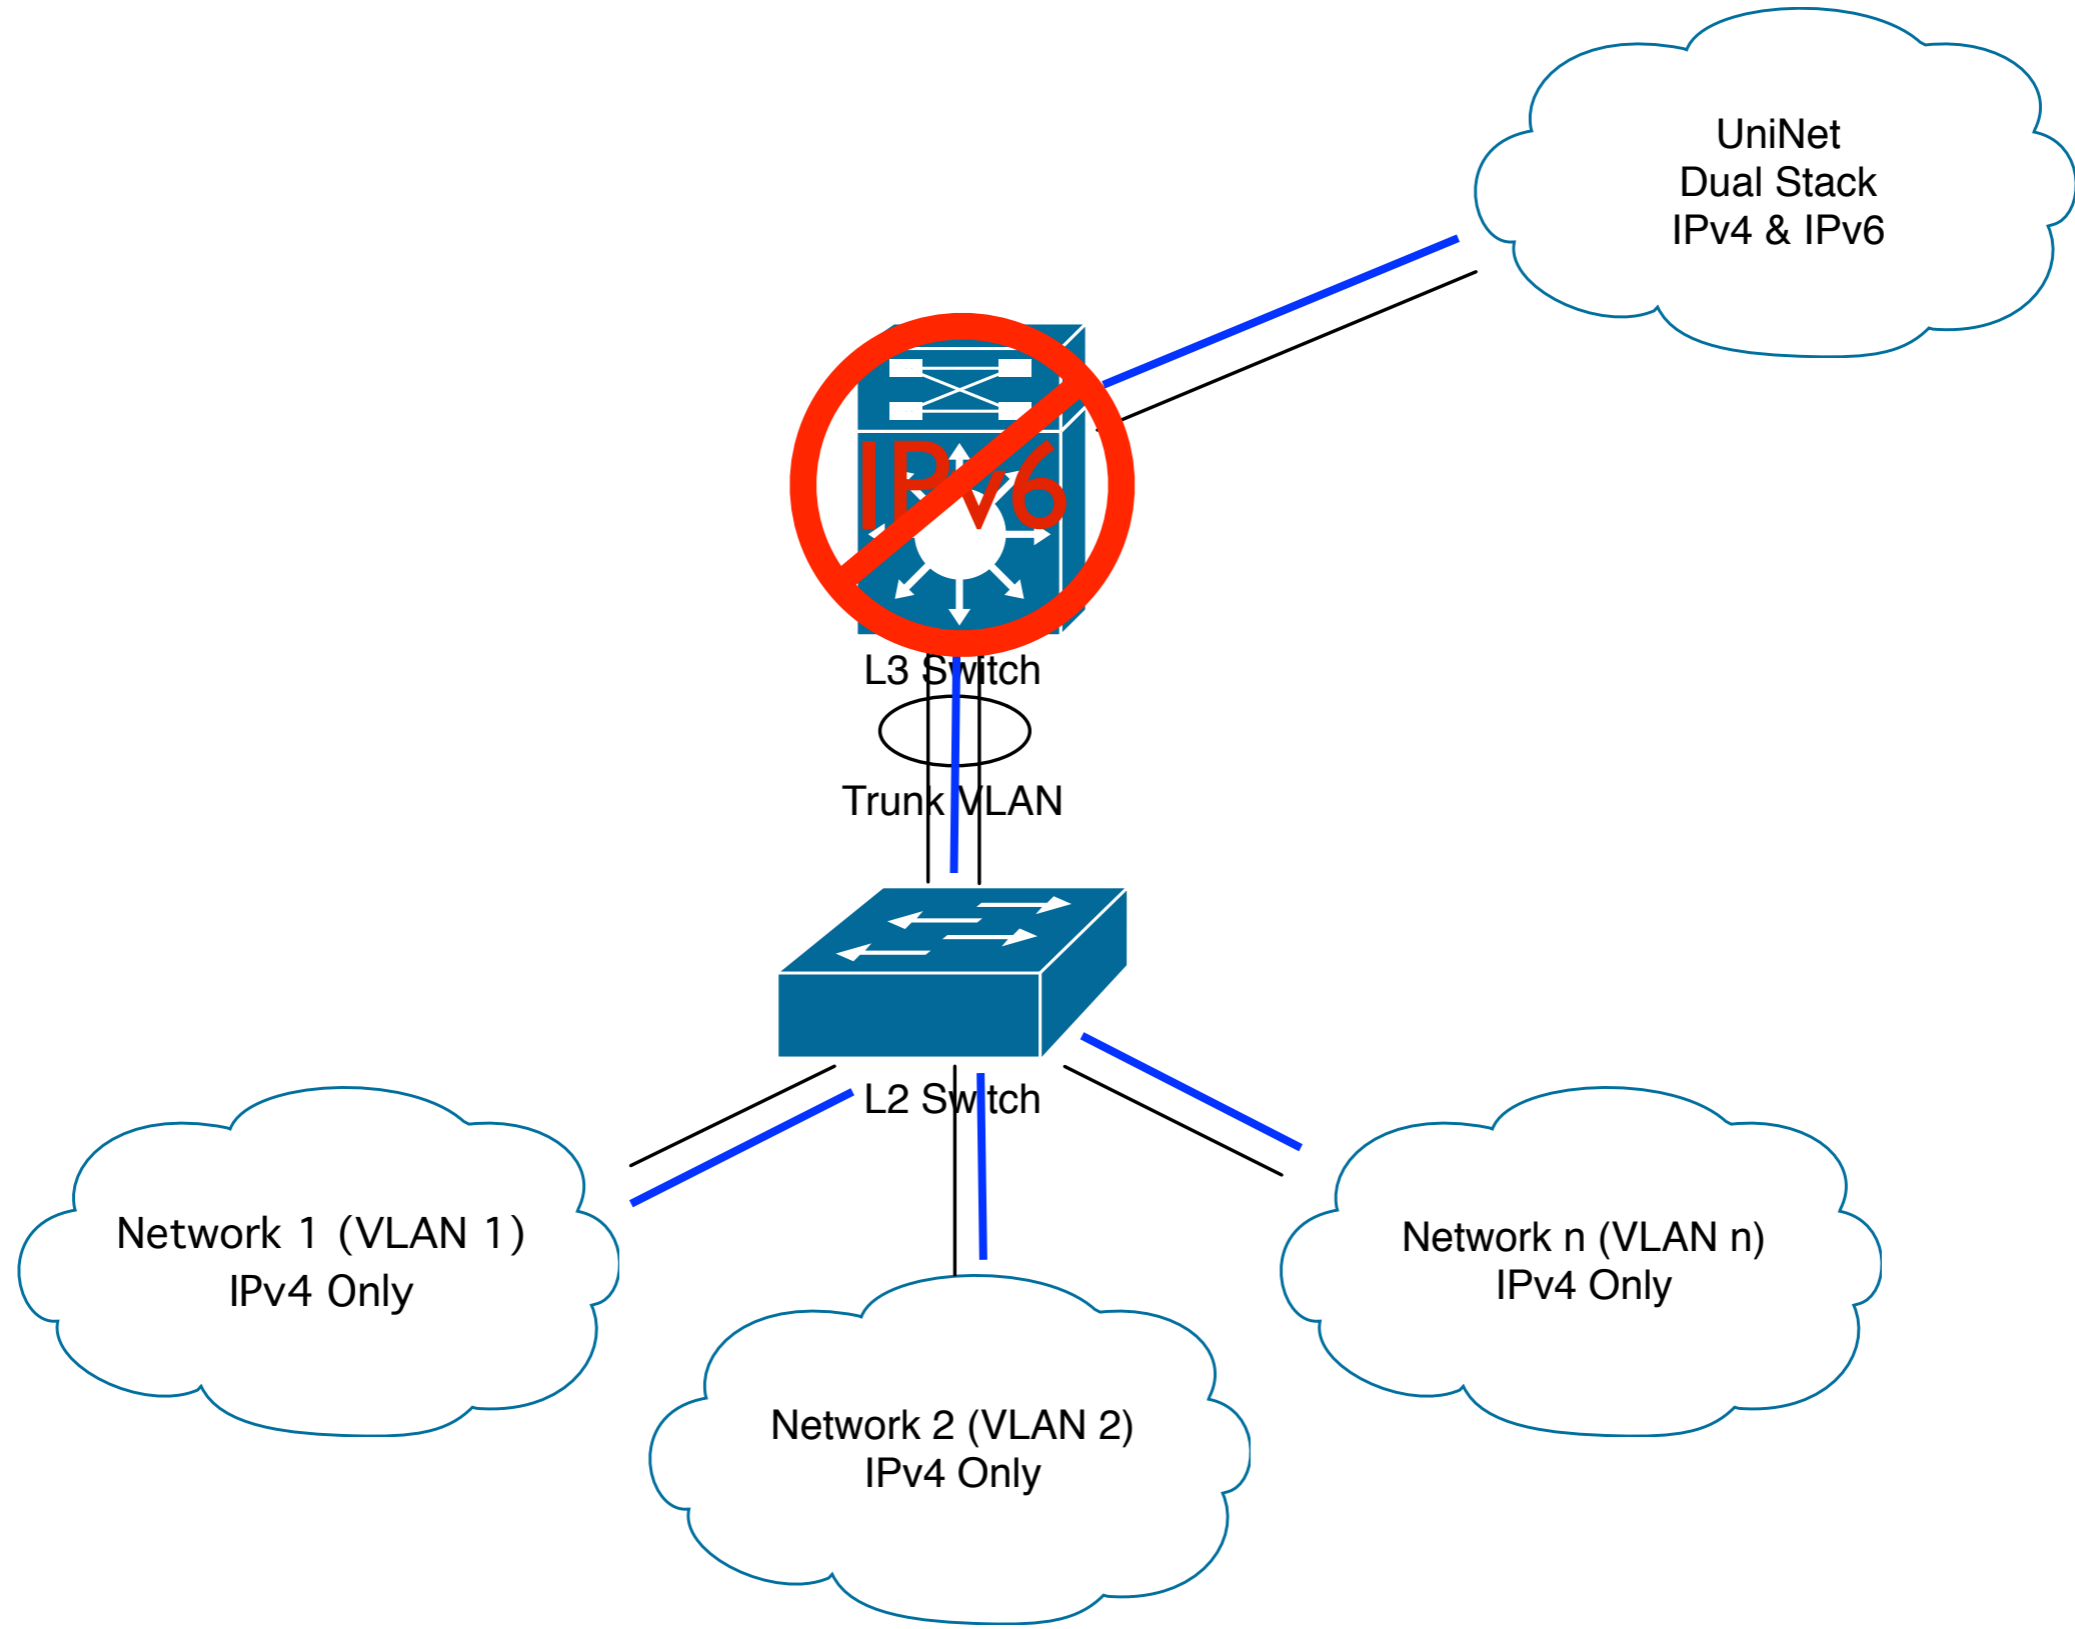 UniNet
Dual Stack
IPv4 & IPv6
IPv6
L3 Switch
Trunk VLAN
L2 Switch
Network 1 (VLAN 1)
IPv4 Only
Network 2 (VLAN 2)
IPv4 Only
Network n (VLAN n)
IPv4 Only